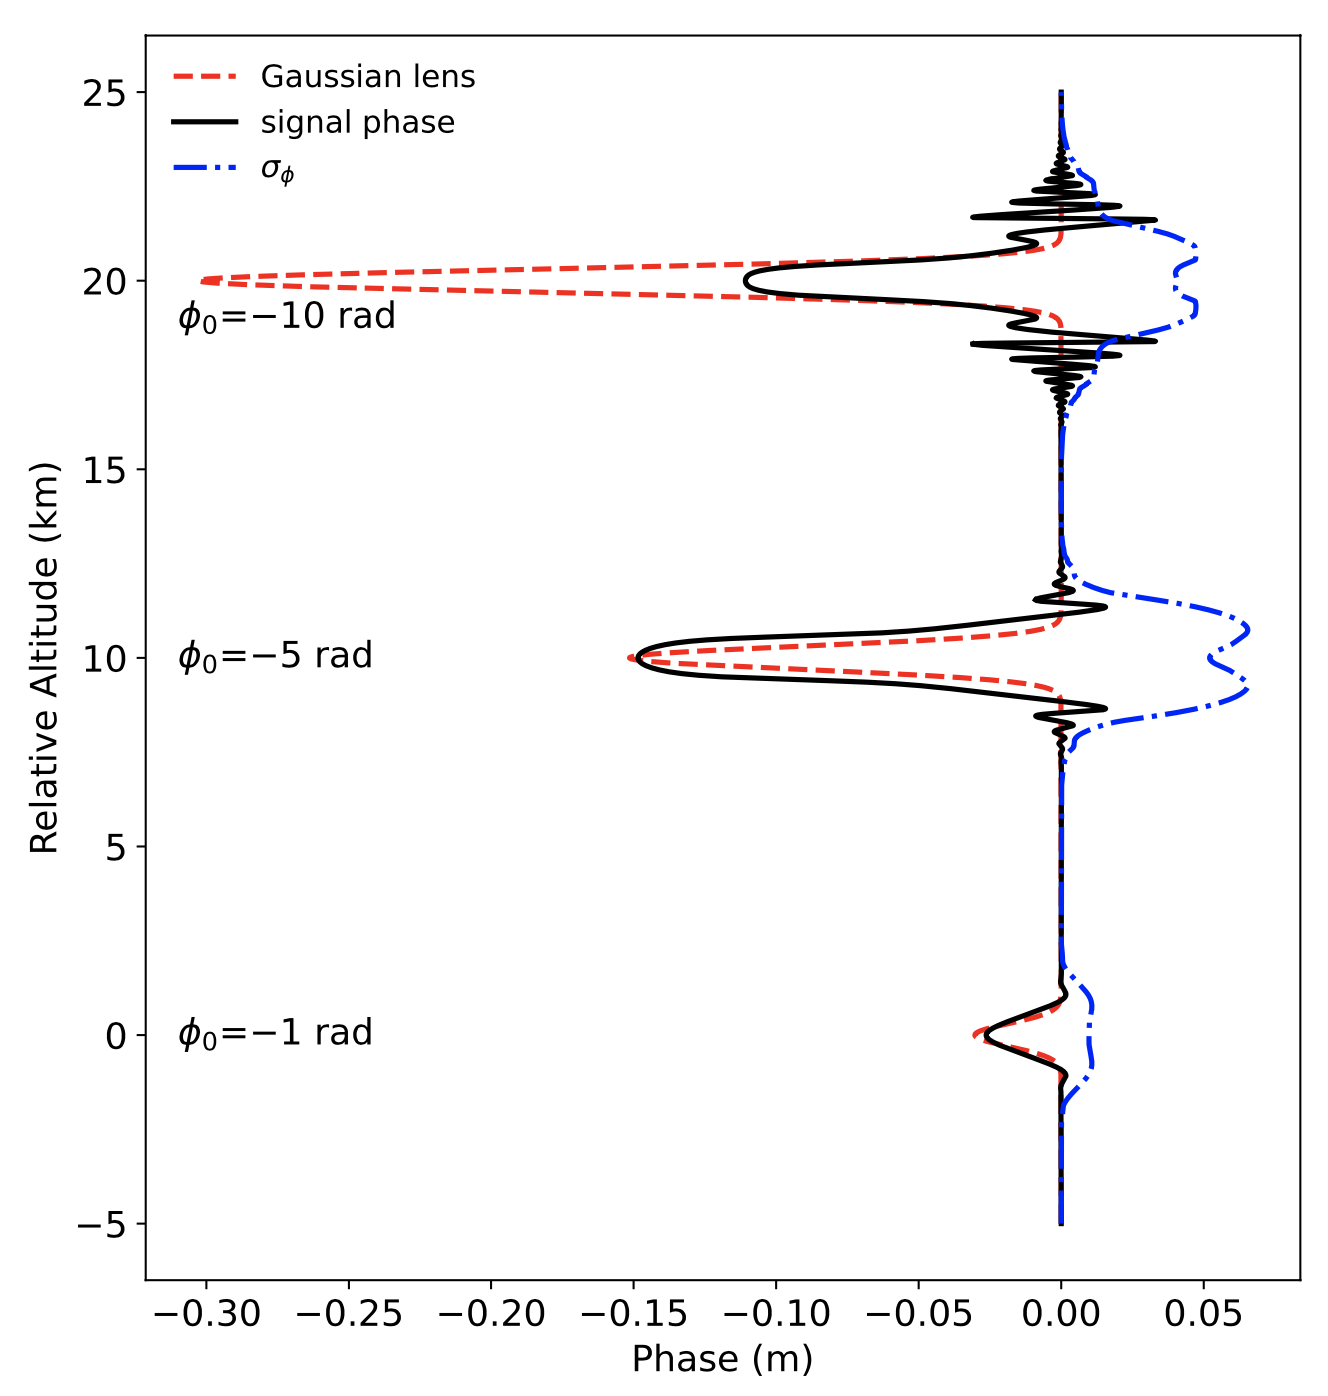 Gaussian lens
signal phase
σϕ
25
20
ϕ0=−10 rad
15
10
ϕ0=−5 rad
5
0
ϕ0=−1 rad
−5
Relative Altitude (km)
−0.30 −0.25 −0.20 −0.15 −0.10 −0.05 0.00 0.05
Phase (m)